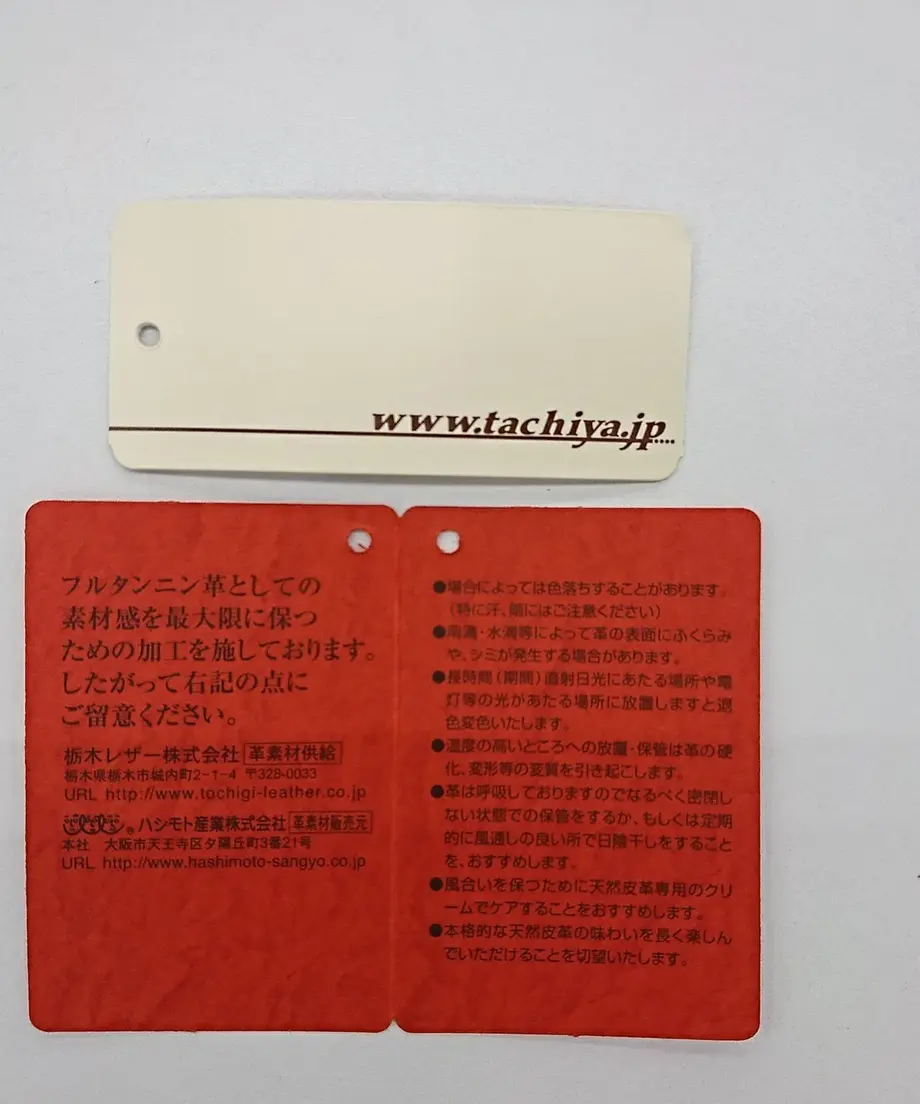 www.tachiya.jp....
フルタンニン革としての
素材感を最大限に保つ
ための加工を施しております。
したがって右記の点に
ご留意ください。
栃木レザー株式会社 革素材供給
栃木県栃木市城内町2-1-4 〒328-0033
URL http://www.tochigi-leather.co.jp
® ハシモト産業株式会社 革素材販売元
本社 大阪市天王寺区夕陽丘町3番21号
URL http://www.hashimoto-sangyo.co.jp
●場合によっては色落ちすることがあります。
(特に汗、雨にはご注意ください)
●雨滴・水滴等によって革の表面にふくらみ
や、シミが発生する場合があります。
●長時間(期間)直射日光にあたる場所や電
灯等の光があたる場所に放置しますと退
色変色いたします。
●温度の高いところへの放置・保管は革の硬
化、変形等の変質を引き起こします。
●革は呼吸しておりますのでなるべく密閉し
ない状態での保管をするか、もしくは定期
的に風通しの良い所で日陰干しをすること
を、おすすめします。
●風合いを保つために天然皮革専用のクリ
ームでケアすることをおすすめします。
●本格的な天然皮革の味わいを長く楽しん
でいただけることを切望いたします。